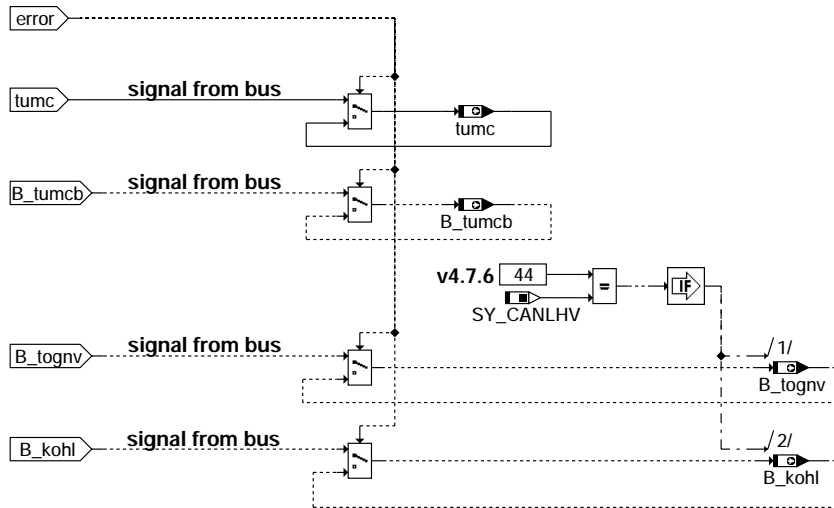 error
tumc
signal from bus
tumc
B_tumcb
signal from bus
B_tumcb
v4.7.6
44
=
IF
SY_CANLHV
B_tognv
signal from bus
/1/
B_tognv
B_kohl
signal from bus
/2/
B_kohl